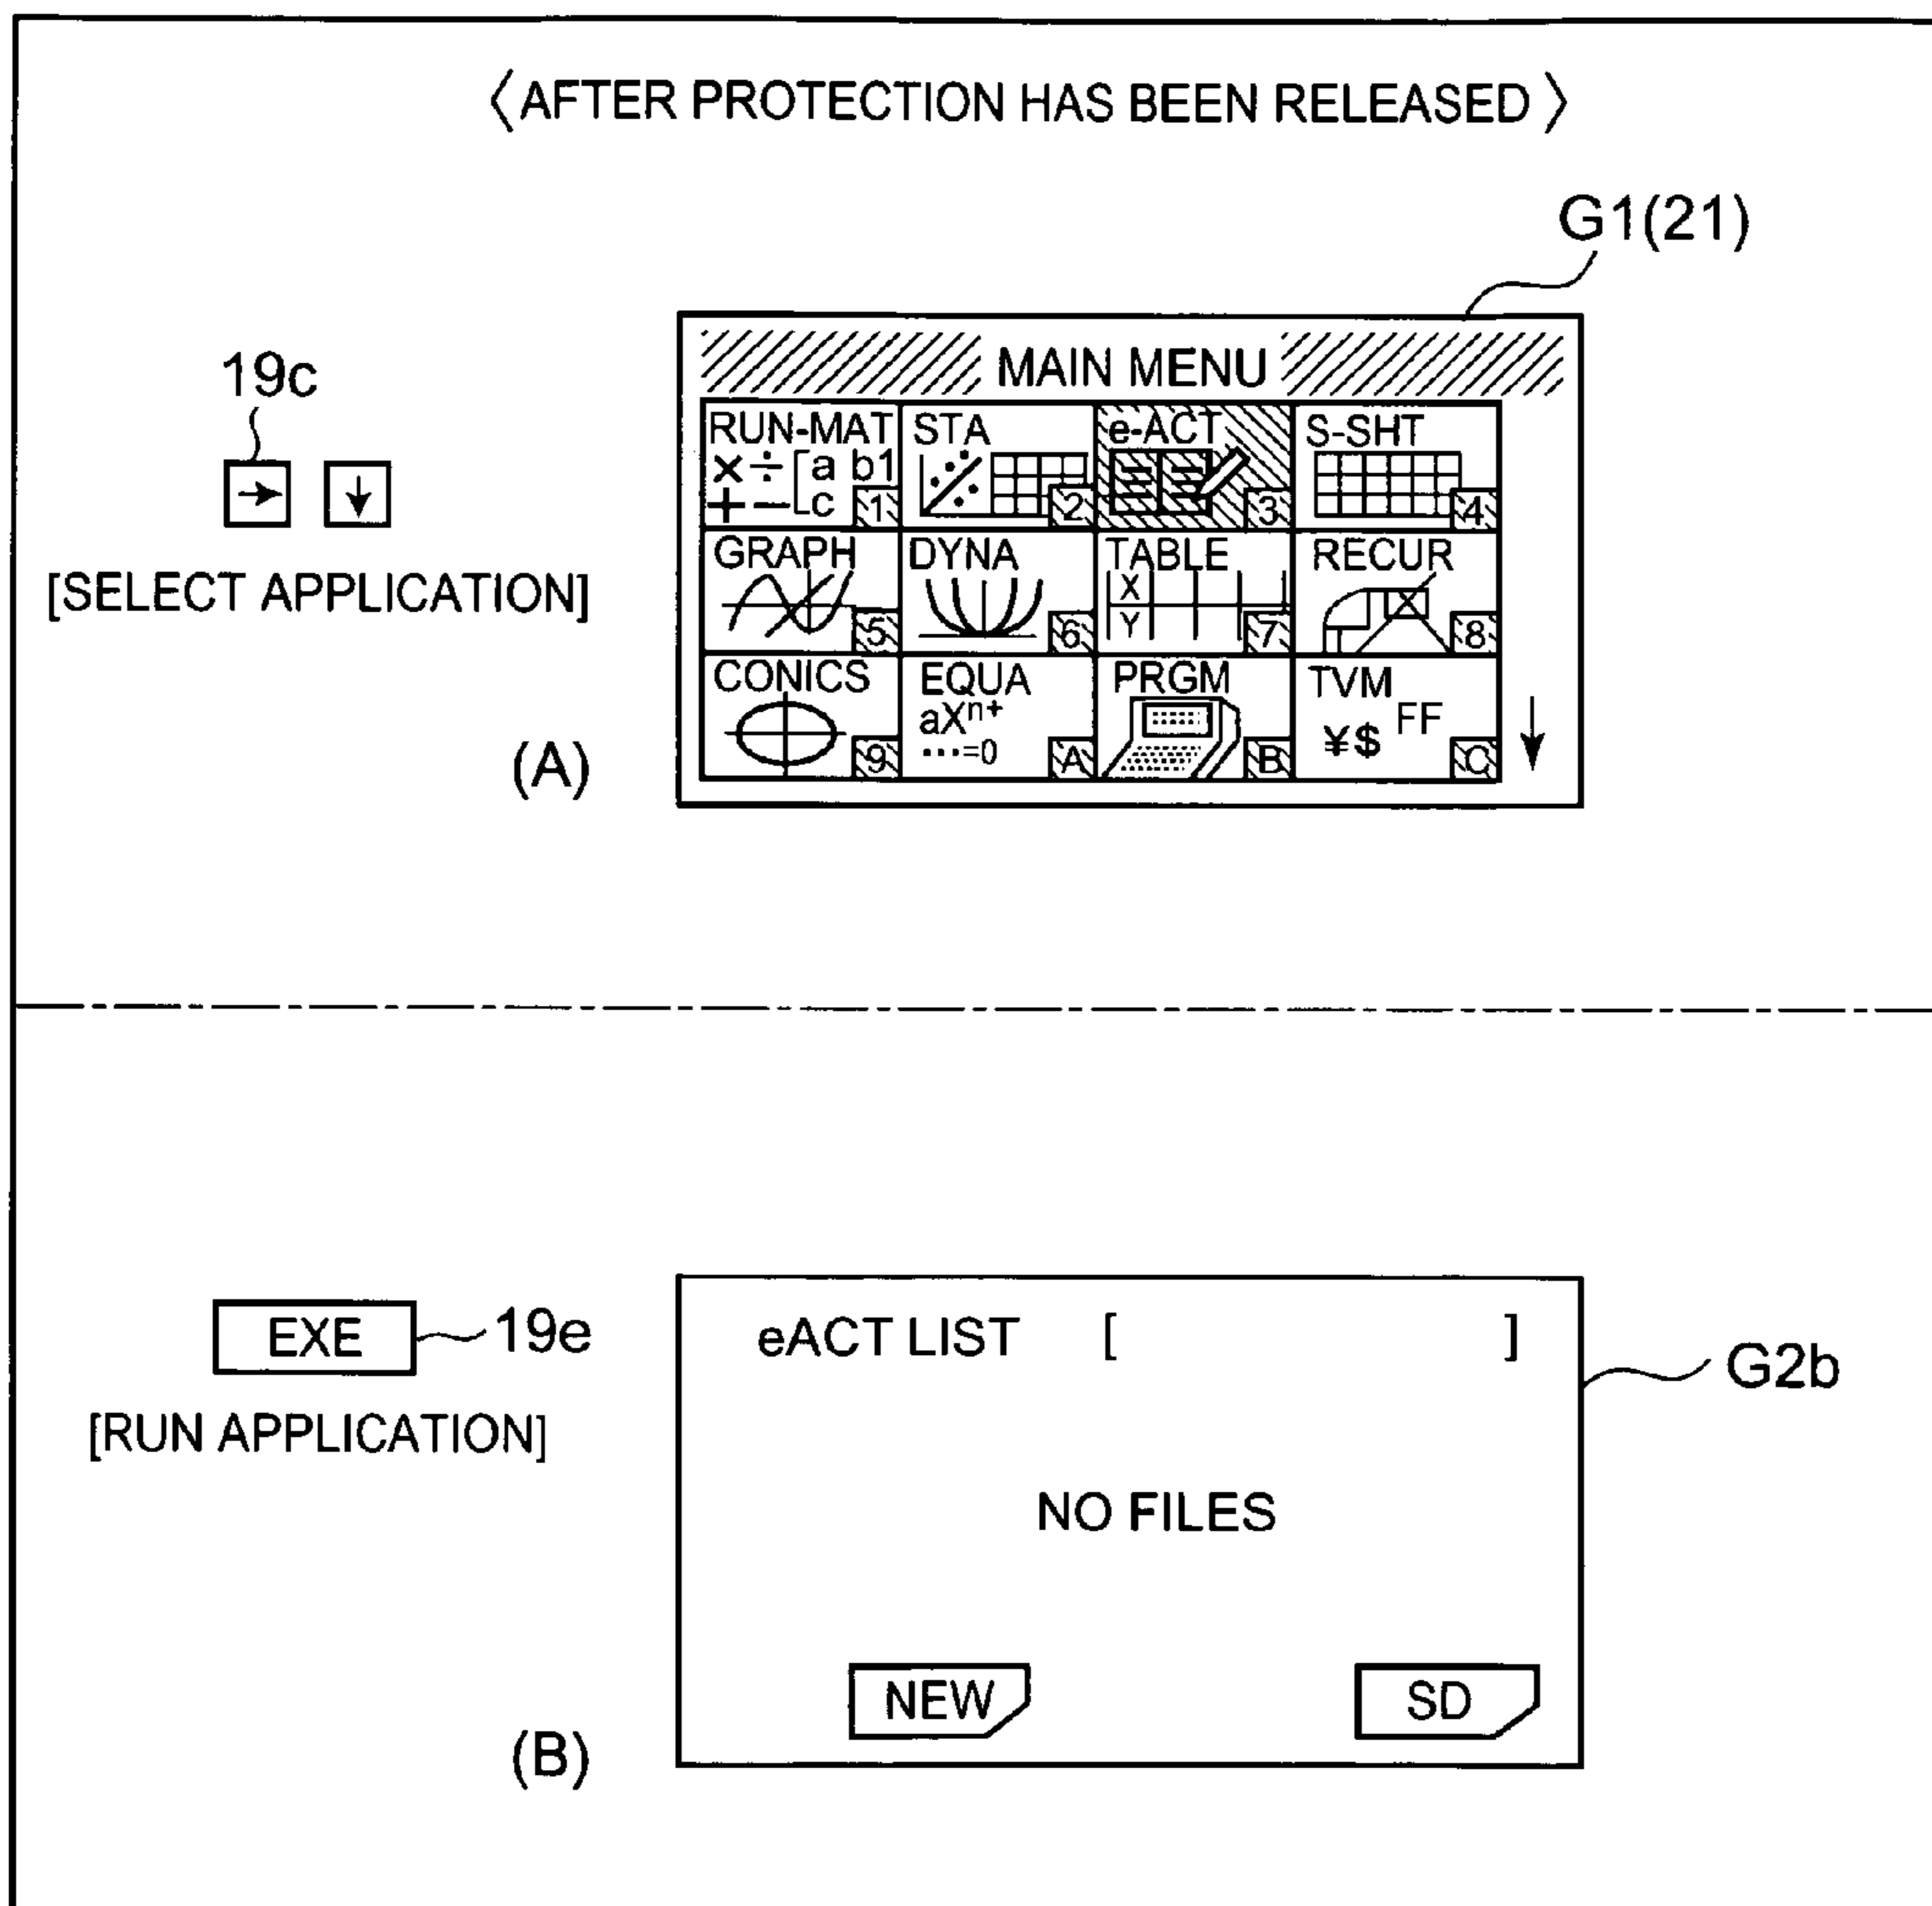 〈AFTER PROTECTION HAS BEEN RELEASED〉
G1(21)
19c
→ ↓
[SELECT APPLICATION]
(A)
MAIN MENU
RUN-MAT STA e-ACT S-SHT
×÷[a b1
+−[c 1 2 3 4
GRAPH DYNA TABLE RECUR
X
Y
5 6 7 8
CONICS EQUA PRGM TVM
aXⁿ⁺ ¥$ FF
···=0
9 A B C
↓
EXE 19e
[RUN APPLICATION]
(B)
eACT LIST [ ]
G2b
NO FILES
NEW SD